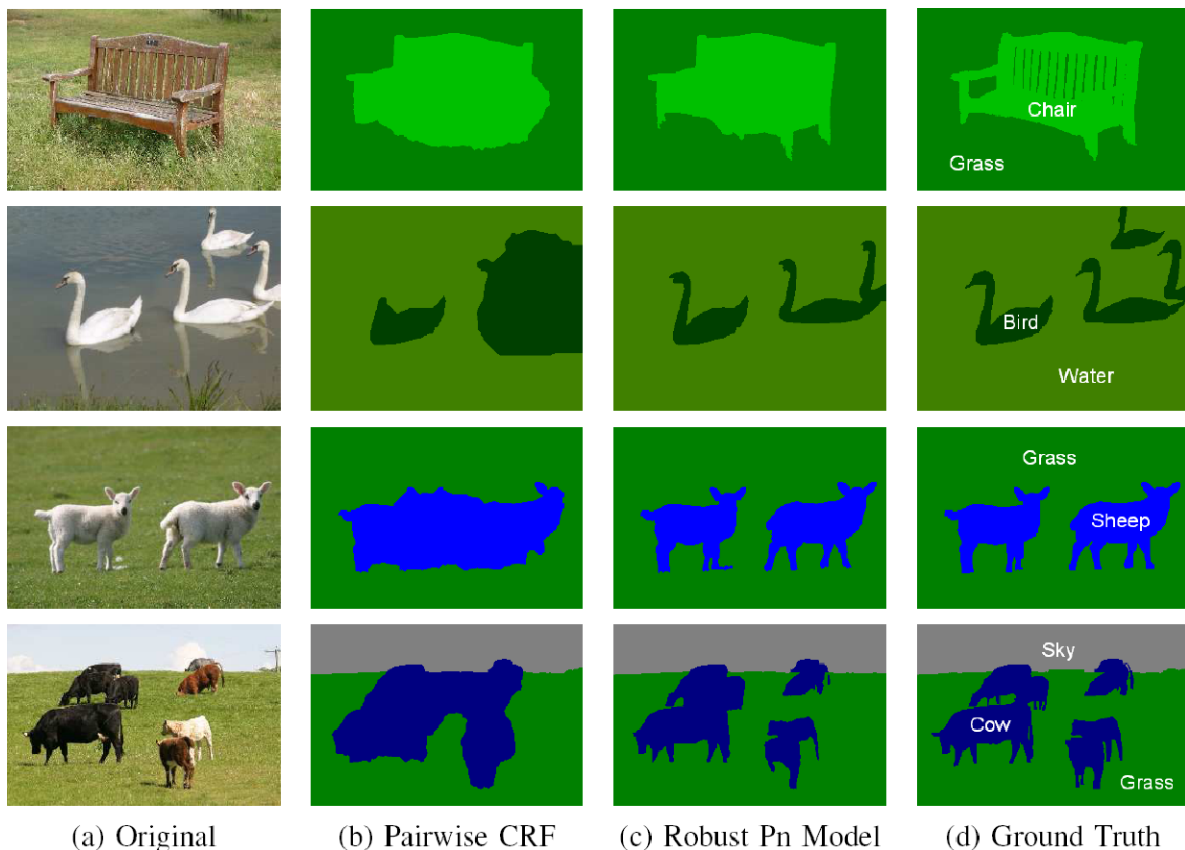 Chair
Grass
Bird
Water
Grass
Sheep
Sky
Cow
Grass
(a) Original
(b) Pairwise CRF
(c) Robust Pn Model
(d) Ground Truth